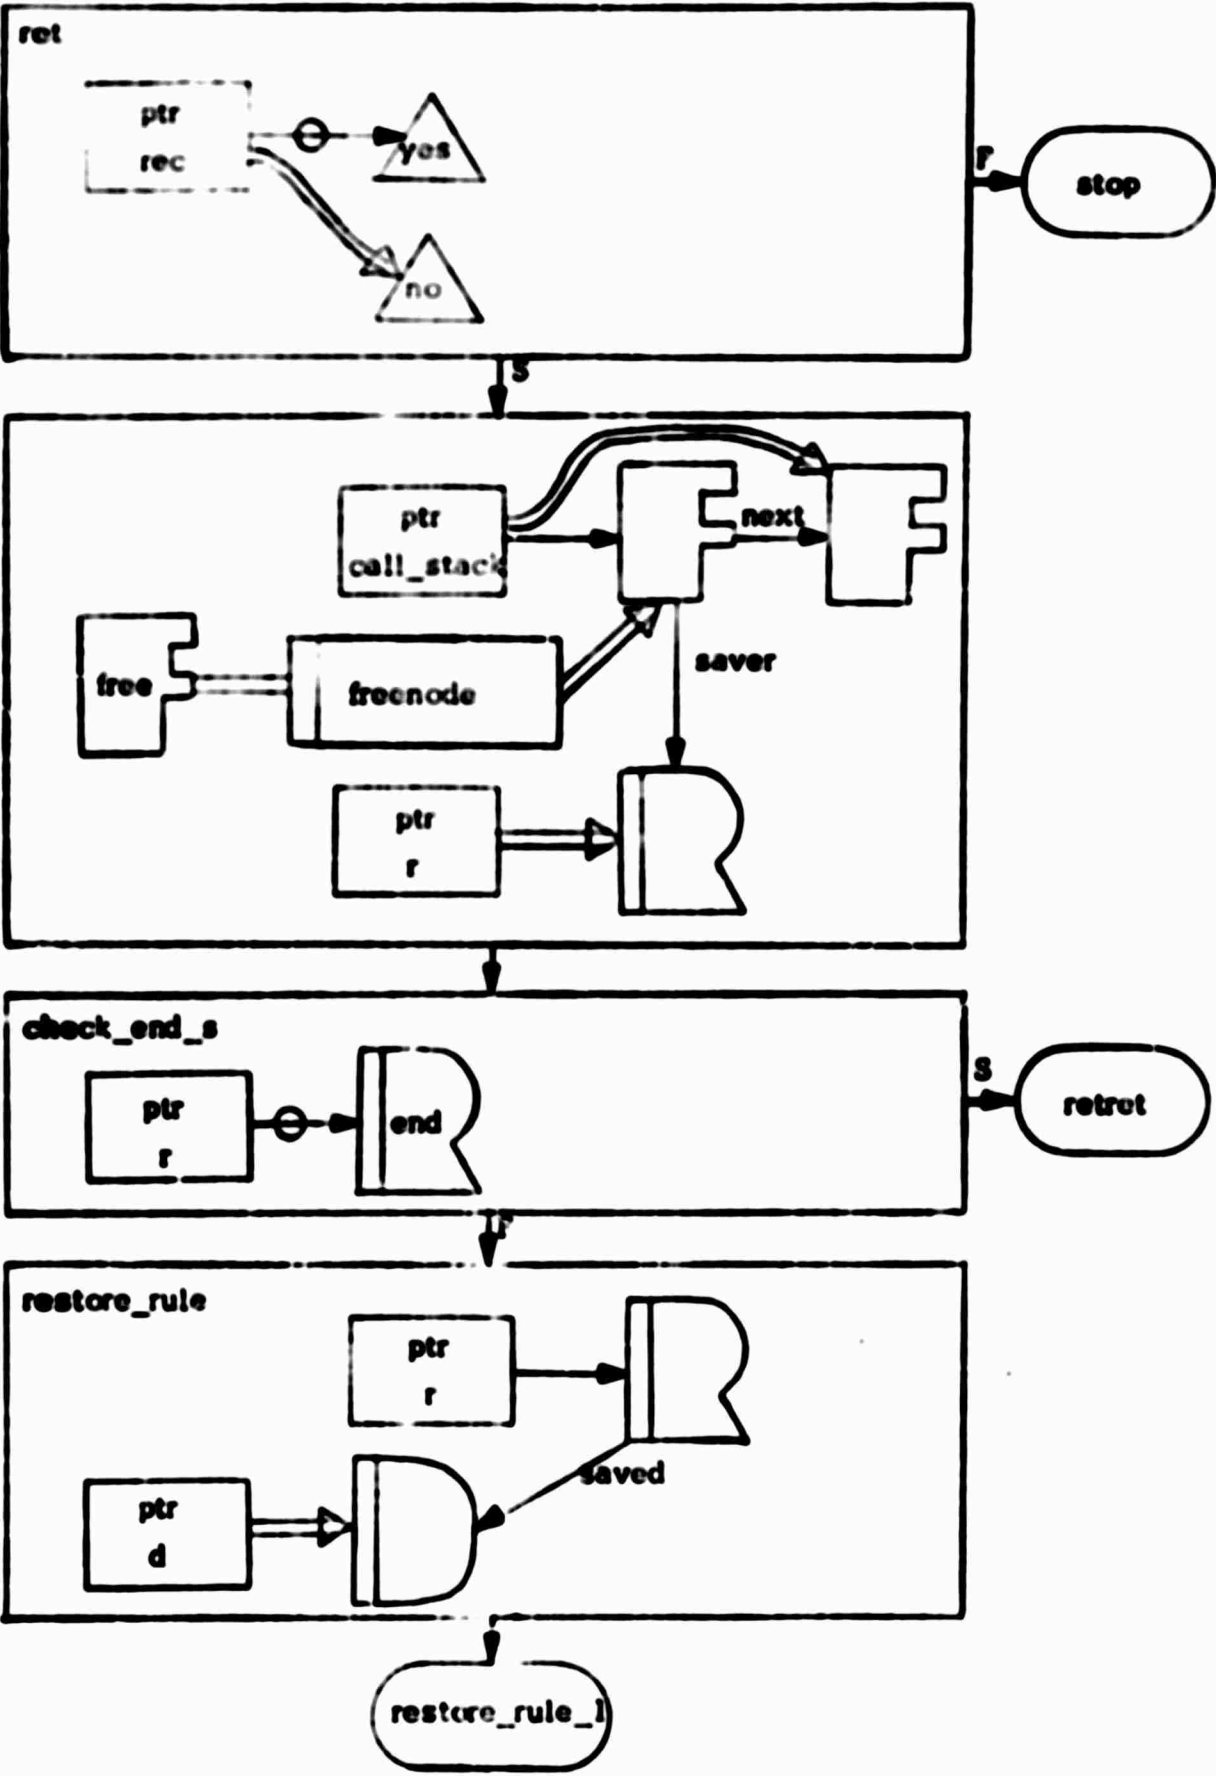 ret
ptr
rec
yes
no
F
stop
S
ptr
call_stack
next
free
freenode
saver
ptr
r
check_end_s
ptr
r
end
S
retret
F
restore_rule
ptr
r
saved
ptr
d
restore_rule_1